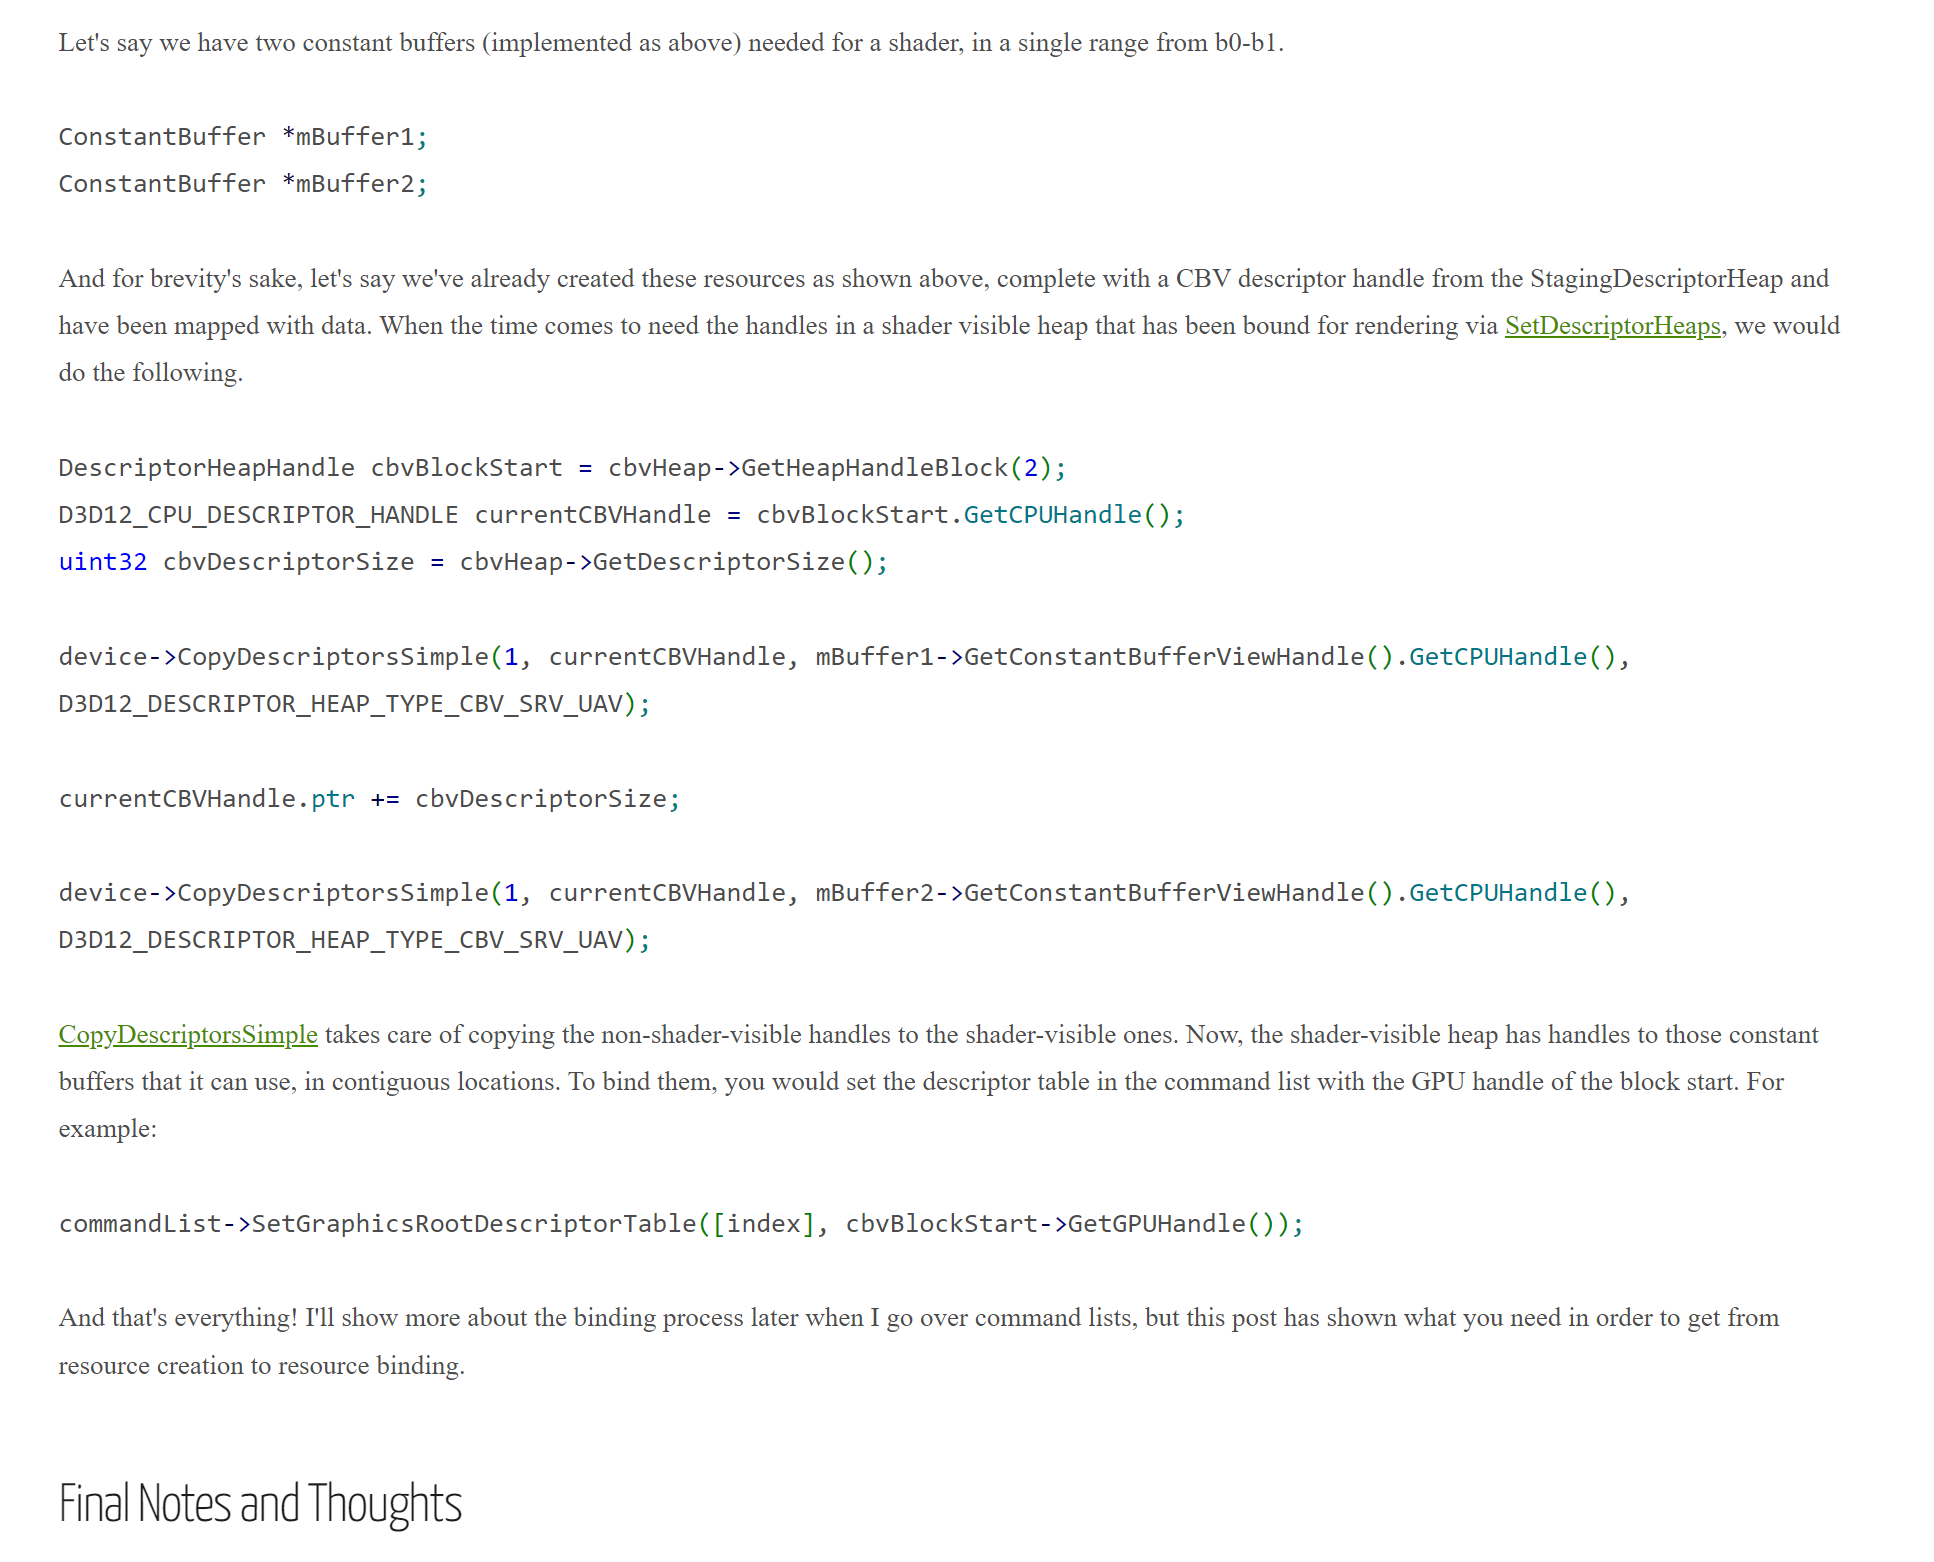 Let's say we have two constant buffers (implemented as above) needed for a shader, in a single range from b0-b1.
ConstantBuffer *mBuffer1;
ConstantBuffer *mBuffer2;
And for brevity's sake, let's say we've already created these resources as shown above, complete with a CBV descriptor handle from the StagingDescriptorHeap and
have been mapped with data. When the time comes to need the handles in a shader visible heap that has been bound for rendering via SetDescriptorHeaps, we would
do the following.
DescriptorHeapHandle cbvBlockStart = cbvHeap->GetHeapHandleBlock(2);
D3D12_CPU_DESCRIPTOR_HANDLE currentCBVHandle = cbvBlockStart.GetCPUHandle();
uint32 cbvDescriptorSize = cbvHeap->GetDescriptorSize();
device->CopyDescriptorsSimple(1, currentCBVHandle, mBuffer1->GetConstantBufferViewHandle().GetCPUHandle(),
D3D12_DESCRIPTOR_HEAP_TYPE_CBV_SRV_UAV);
currentCBVHandle.ptr += cbvDescriptorSize;
device->CopyDescriptorsSimple(1, currentCBVHandle, mBuffer2->GetConstantBufferViewHandle().GetCPUHandle(),
D3D12_DESCRIPTOR_HEAP_TYPE_CBV_SRV_UAV);
CopyDescriptorsSimple takes care of copying the non-shader-visible handles to the shader-visible ones. Now, the shader-visible heap has handles to those constant
buffers that it can use, in contiguous locations. To bind them, you would set the descriptor table in the command list with the GPU handle of the block start. For
example:
commandList->SetGraphicsRootDescriptorTable([index], cbvBlockStart->GetGPUHandle());
And that's everything! I'll show more about the binding process later when I go over command lists, but this post has shown what you need in order to get from
resource creation to resource binding.
Final Notes and Thoughts